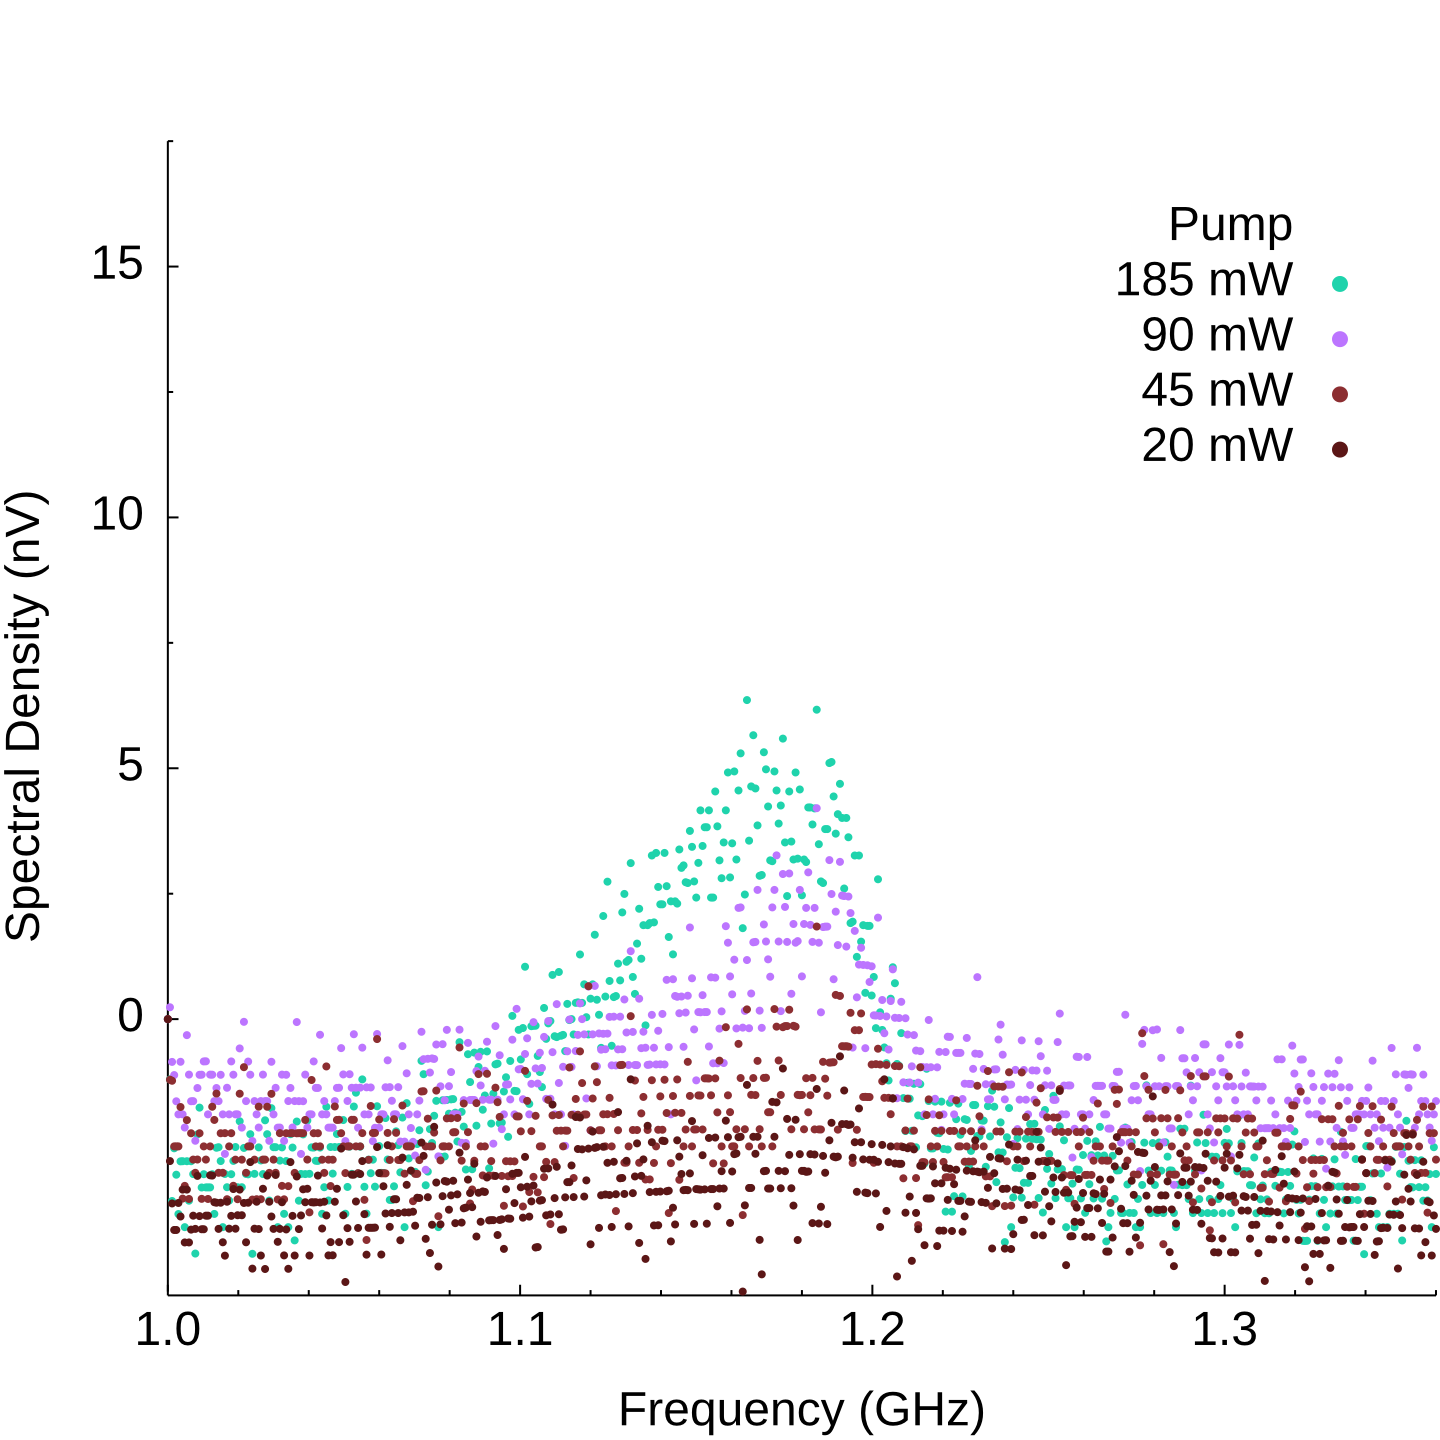 Pump
185 mW
90 mW
45 mW
20 mW
15
10
5
0
Spectral Density (nV)
1.0
1.1
1.2
1.3
Frequency (GHz)